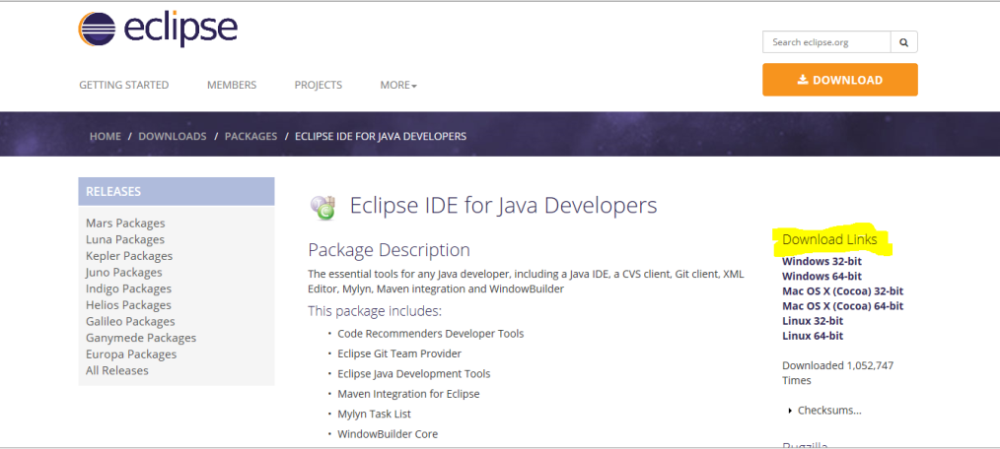 eclipse
Search eclipse.org
DOWNLOAD
GETTING STARTED MEMBERS PROJECTS MORE
HOME / DOWNLOADS / PACKAGES / ECLIPSE IDE FOR JAVA DEVELOPERS
RELEASES
Mars Packages
Luna Packages
Kepler Packages
Juno Packages
Indigo Packages
Helios Packages
Galileo Packages
Ganymede Packages
Europa Packages
All Releases
Eclipse IDE for Java Developers
Package Description
The essential tools for any Java developer, including a Java IDE, a CVS client, Git client, XML
Editor, Mylyn, Maven integration and WindowBuilder
This package includes:
• Code Recommenders Developer Tools
• Eclipse Git Team Provider
• Eclipse Java Development Tools
• Maven Integration for Eclipse
• Mylyn Task List
• WindowBuilder Core
Download Links
Windows 32-bit
Windows 64-bit
Mac OS X (Cocoa) 32-bit
Mac OS X (Cocoa) 64-bit
Linux 32-bit
Linux 64-bit
Downloaded 1,052,747
Times
Checksums...
Bugzilla